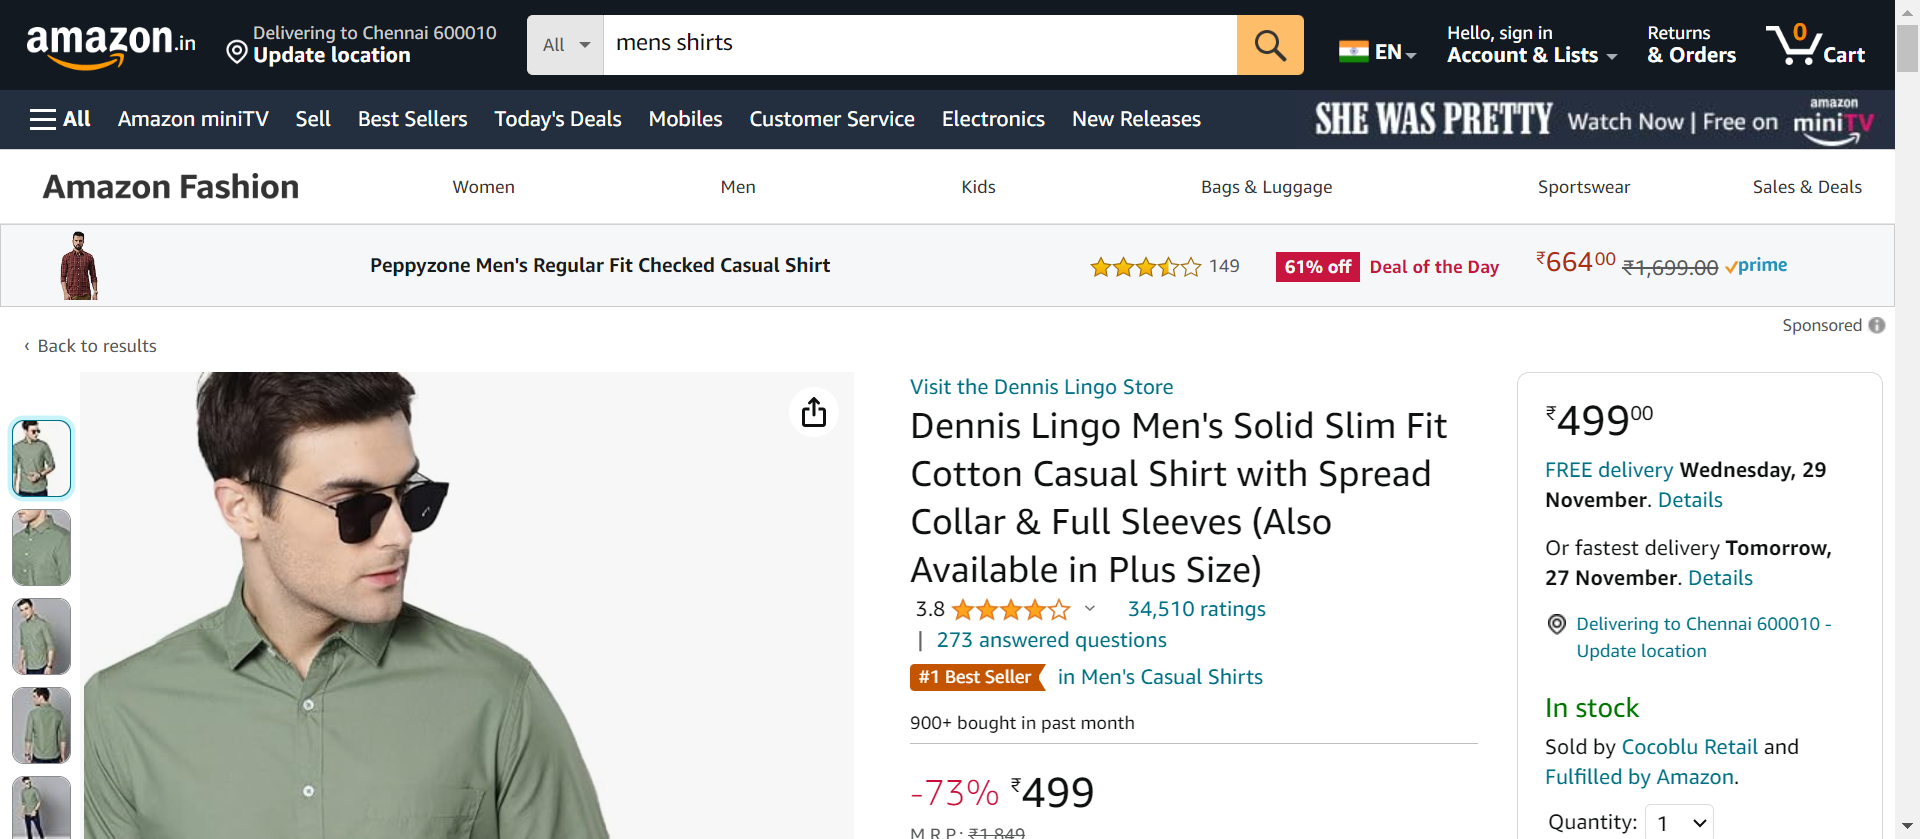 amazon.in
Delivering to Chennai 600010
Update location
All
mens shirts
EN
Hello, sign in
Account & Lists
Returns
& Orders
0
Cart
All
Amazon miniTV
Sell
Best Sellers
Today's Deals
Mobiles
Customer Service
Electronics
New Releases
SHE WAS PRETTY
Watch Now | Free on
amazon
miniTV
Amazon Fashion
Women
Men
Kids
Bags & Luggage
Sportswear
Sales & Deals
Peppyzone Men's Regular Fit Checked Casual Shirt
149
61% off
Deal of the Day
₹66400
₹1,699.00
prime
Sponsored
‹ Back to results
Visit the Dennis Lingo Store
Dennis Lingo Men's Solid Slim Fit
Cotton Casual Shirt with Spread
Collar & Full Sleeves (Also
Available in Plus Size)
3.8
34,510 ratings
| 273 answered questions
#1 Best Seller
in Men's Casual Shirts
900+ bought in past month
-73% ₹499
M.R.P.: ₹1,849
₹49900
FREE delivery Wednesday, 29
November. Details
Or fastest delivery Tomorrow,
27 November. Details
Delivering to Chennai 600010 -
Update location
In stock
Sold by Cocoblu Retail and
Fulfilled by Amazon.
Quantity: 1